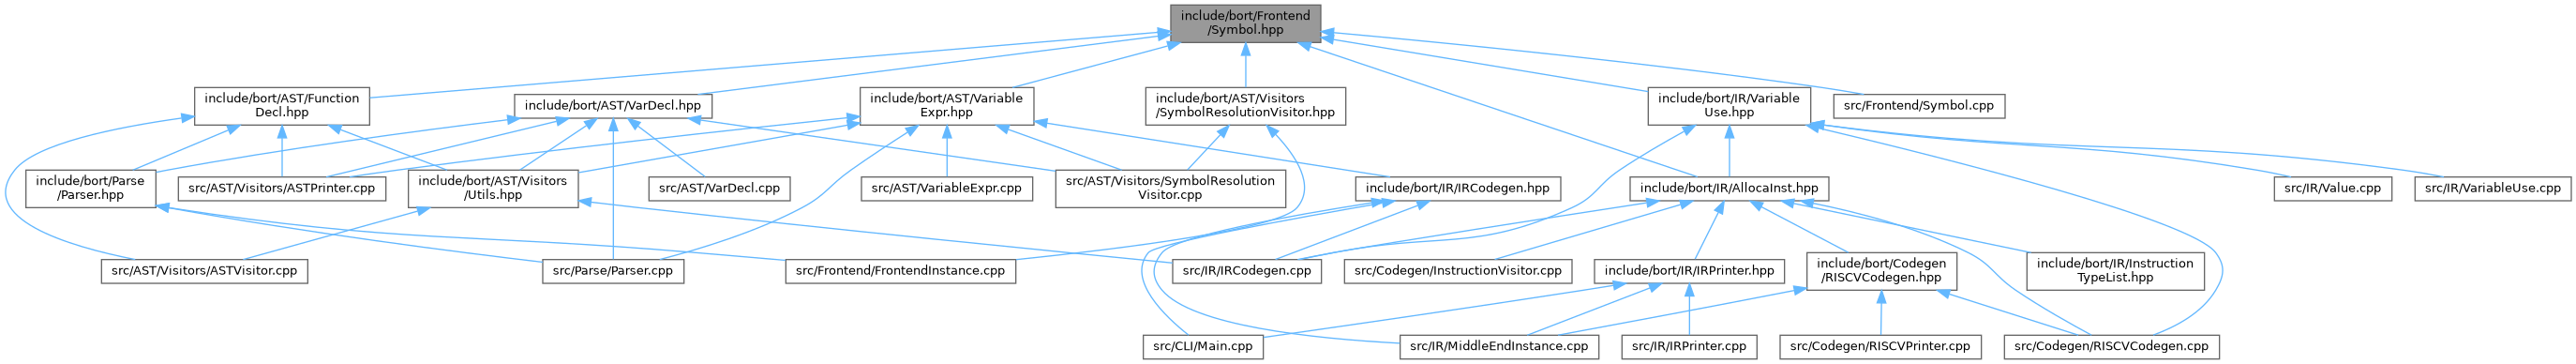 include/bort/Frontend
/Symbol.hpp
include/bort/AST/Function
Decl.hpp
include/bort/AST/VarDecl.hpp
include/bort/AST/Variable
Expr.hpp
include/bort/AST/Visitors
/SymbolResolutionVisitor.hpp
include/bort/IR/Variable
Use.hpp
src/Frontend/Symbol.cpp
include/bort/Parse
/Parser.hpp
src/AST/Visitors/ASTPrinter.cpp
include/bort/AST/Visitors
/Utils.hpp
src/AST/VarDecl.cpp
src/AST/VariableExpr.cpp
src/AST/Visitors/SymbolResolution
Visitor.cpp
include/bort/IR/IRCodegen.hpp
include/bort/IR/AllocaInst.hpp
src/IR/Value.cpp
src/IR/VariableUse.cpp
src/AST/Visitors/ASTVisitor.cpp
src/Parse/Parser.cpp
src/Frontend/FrontendInstance.cpp
src/IR/IRCodegen.cpp
src/Codegen/InstructionVisitor.cpp
include/bort/IR/IRPrinter.hpp
include/bort/Codegen
/RISCVCodegen.hpp
include/bort/IR/Instruction
TypeList.hpp
src/CLI/Main.cpp
src/IR/MiddleEndInstance.cpp
src/IR/IRPrinter.cpp
src/Codegen/RISCVPrinter.cpp
src/Codegen/RISCVCodegen.cpp